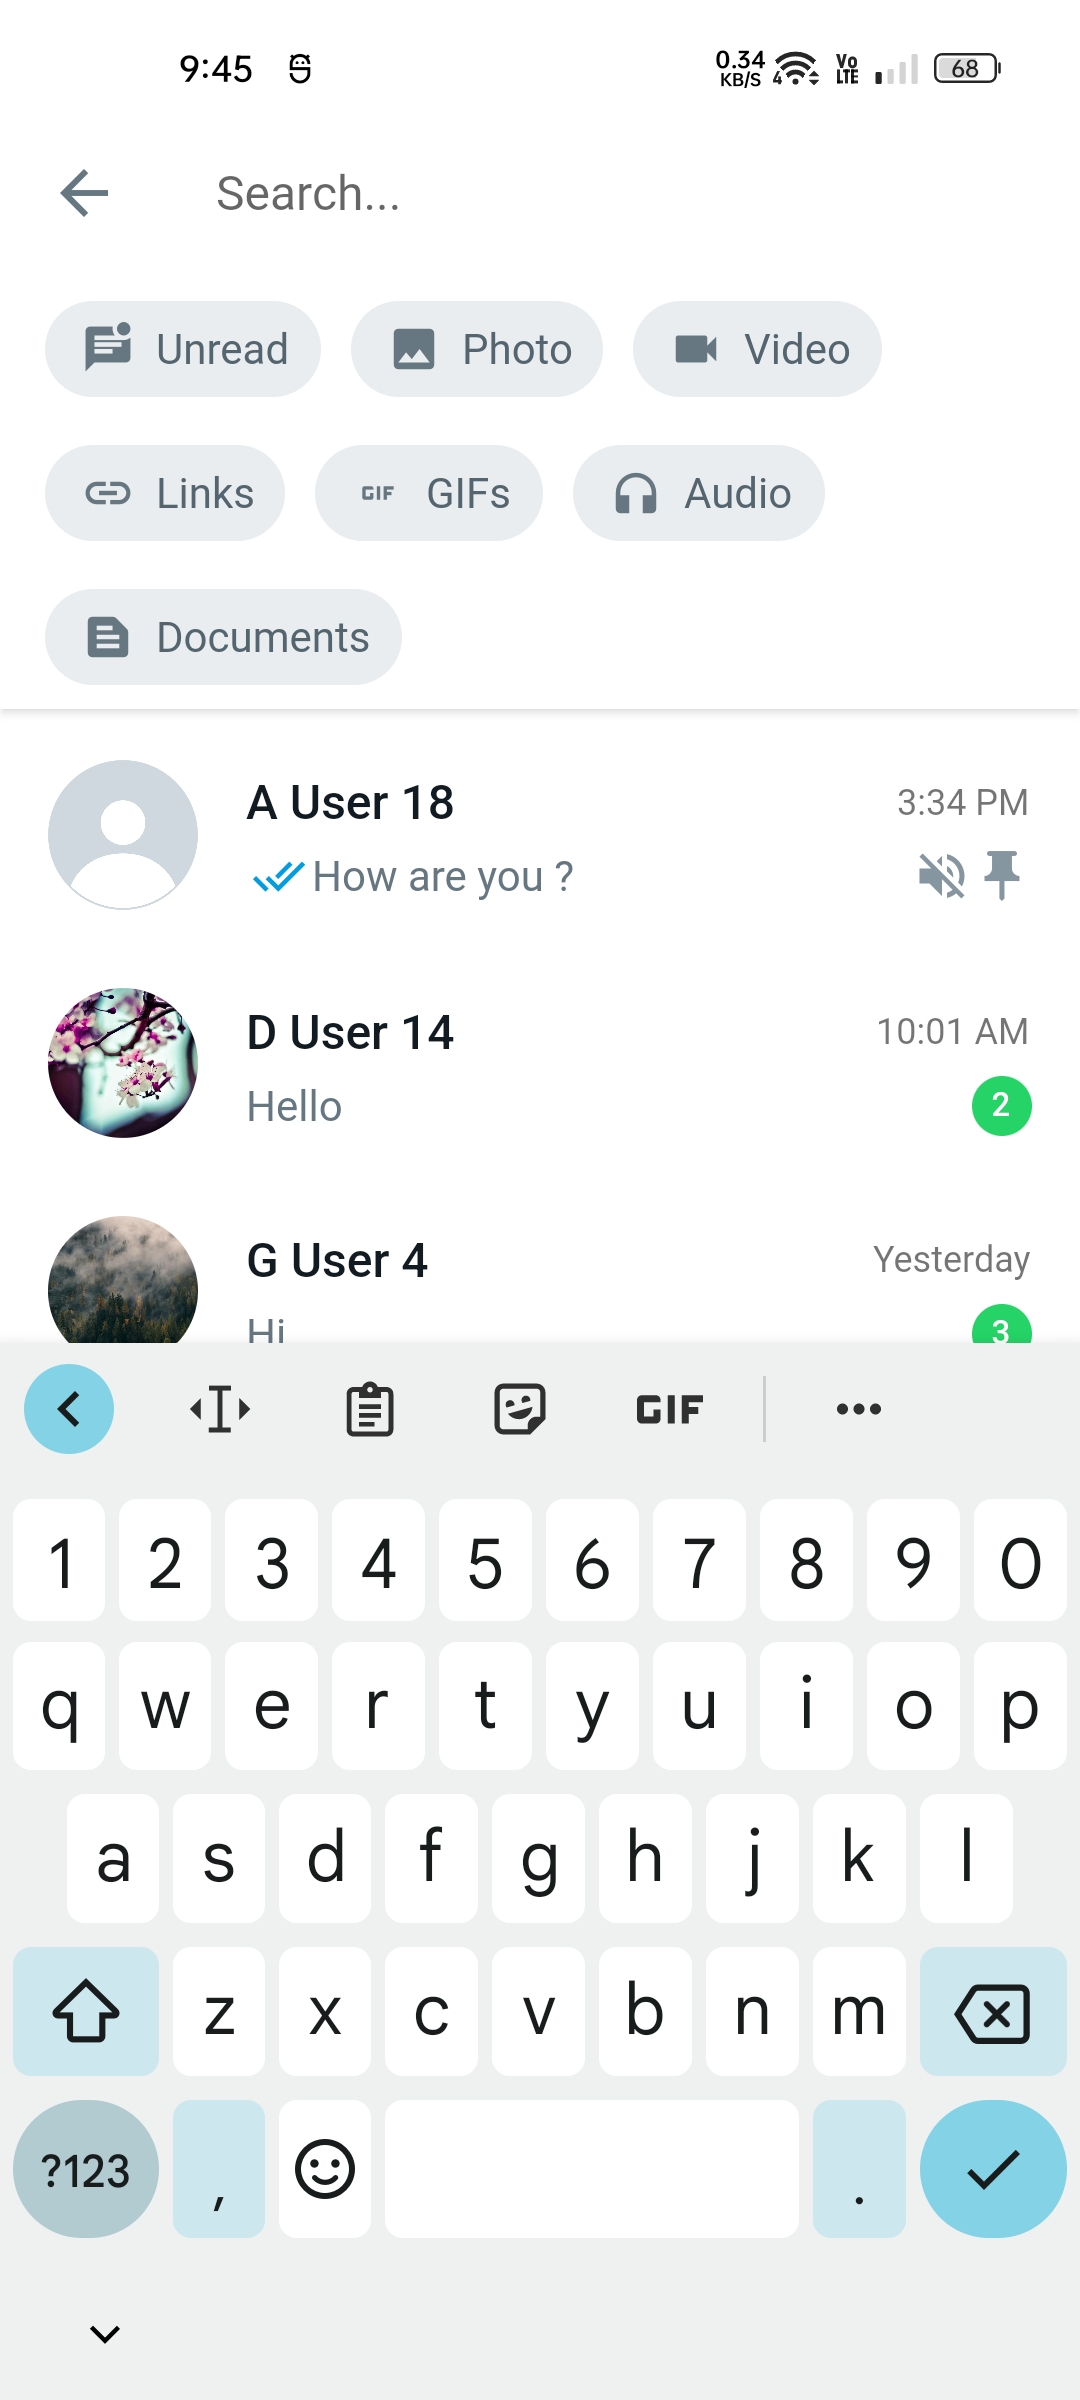 9:45 0.34 KB/S 4 Vo LTE 68
Search...
Unread Photo Video
Links GIF GIFs Audio
Documents
A User 18 3:34 PM
How are you ?
D User 14 10:01 AM
Hello 2
G User 4 Yesterday
Hi 3
GIF
1 2 3 4 5 6 7 8 9 0
q w e r t y u i o p
a s d f g h j k l
z x c v b n m
?123 , .